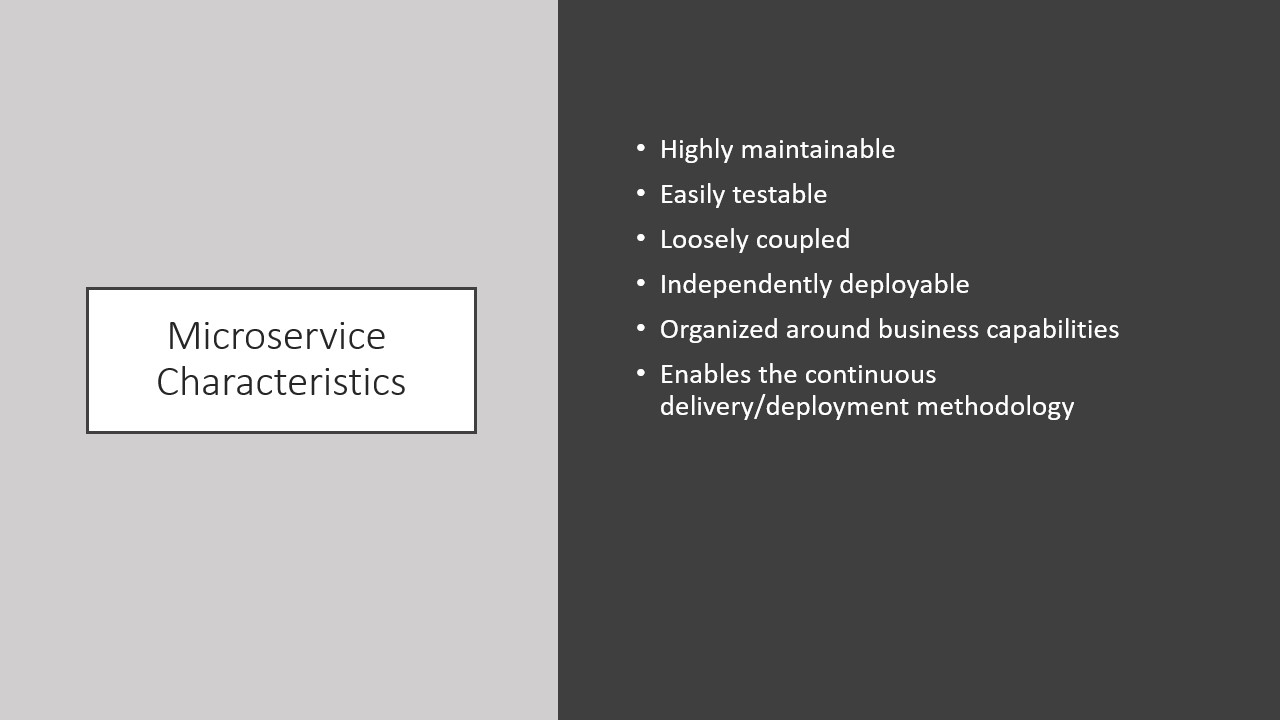 Microservice
Characteristics
• Highly maintainable
• Easily testable
• Loosely coupled
• Independently deployable
• Organized around business capabilities
• Enables the continuous
delivery/deployment methodology